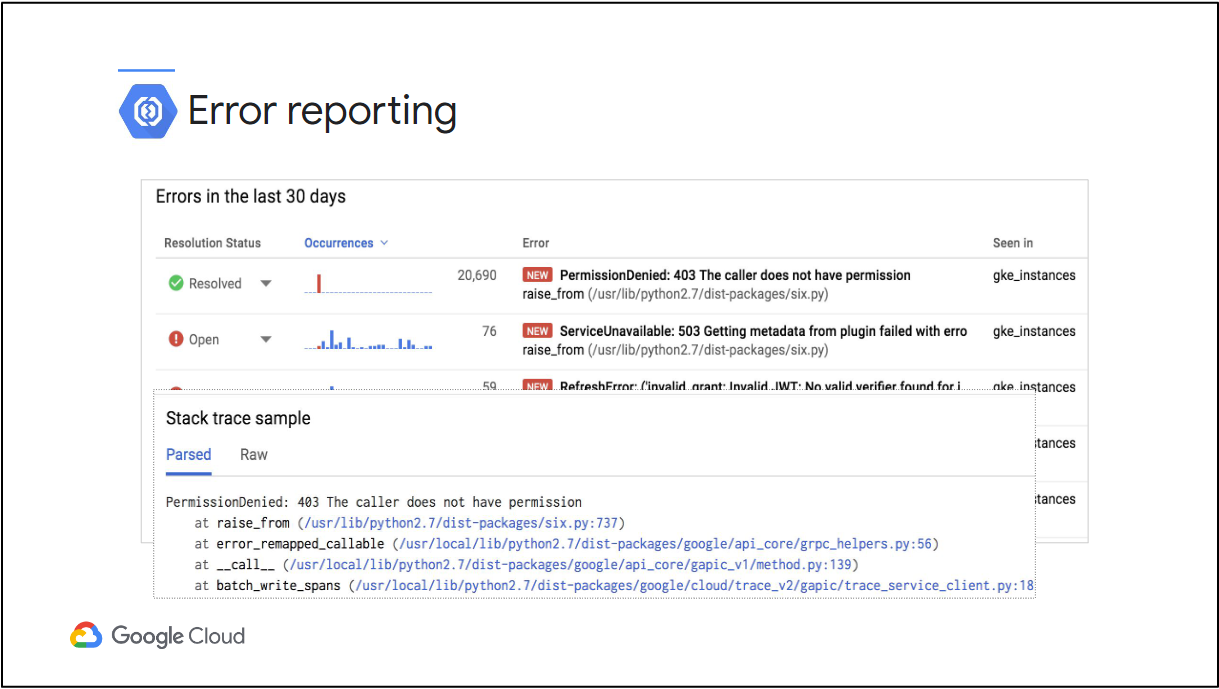 Error reporting
Errors in the last 30 days
Resolution Status Occurrences Error Seen in
Resolved 20,690 NEW PermissionDenied: 403 The caller does not have permission gke_instances
raise_from (/usr/lib/python2.7/dist-packages/six.py)
Open 76 NEW ServiceUnavailable: 503 Getting metadata from plugin failed with erro gke_instances
raise_from (/usr/lib/python2.7/dist-packages/six.py)
59 NEW RefreshError: ('invalid_grant: Invalid JWT: No valid verifier found for i. gke_instances
Stack trace sample
stances
Parsed Raw
stances
PermissionDenied: 403 The caller does not have permission
at raise_from (/usr/lib/python2.7/dist-packages/six.py:737)
at error_remapped_callable (/usr/local/lib/python2.7/dist-packages/google/api_core/grpc_helpers.py:56)
at __call__ (/usr/local/lib/python2.7/dist-packages/google/api_core/gapic_v1/method.py:139)
at batch_write_spans (/usr/local/lib/python2.7/dist-packages/google/cloud/trace_v2/gapic/trace_service_client.py:18
Google Cloud